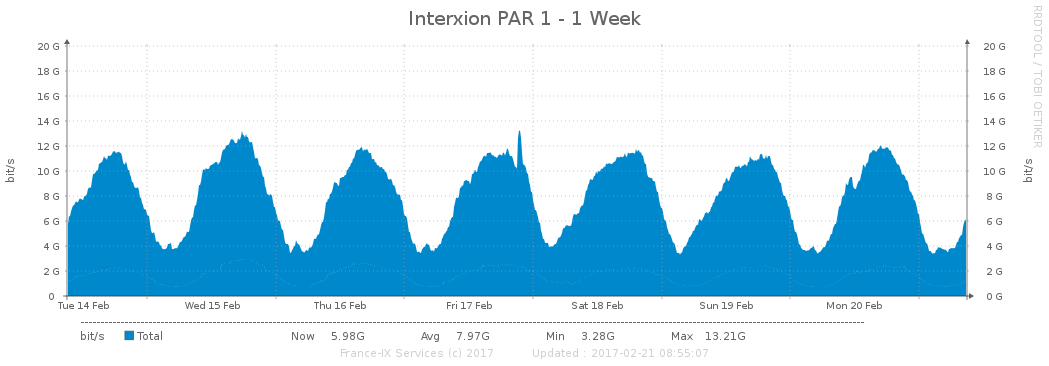 Interxion PAR 1 - 1 Week
RRDTOOL / TOBI OETIKER
bit/s
bit/s
20 G 20 G
18 G 18 G
16 G 16 G
14 G 14 G
12 G 12 G
10 G 10 G
8 G 8 G
6 G 6 G
4 G 4 G
2 G 2 G
0 0 G
Tue 14 Feb Wed 15 Feb Thu 16 Feb Fri 17 Feb Sat 18 Feb Sun 19 Feb Mon 20 Feb
bit/s Total Now 5.98G Avg 7.97G Min 3.28G Max 13.21G
France-IX Services (c) 2017 Updated : 2017-02-21 08:55:07